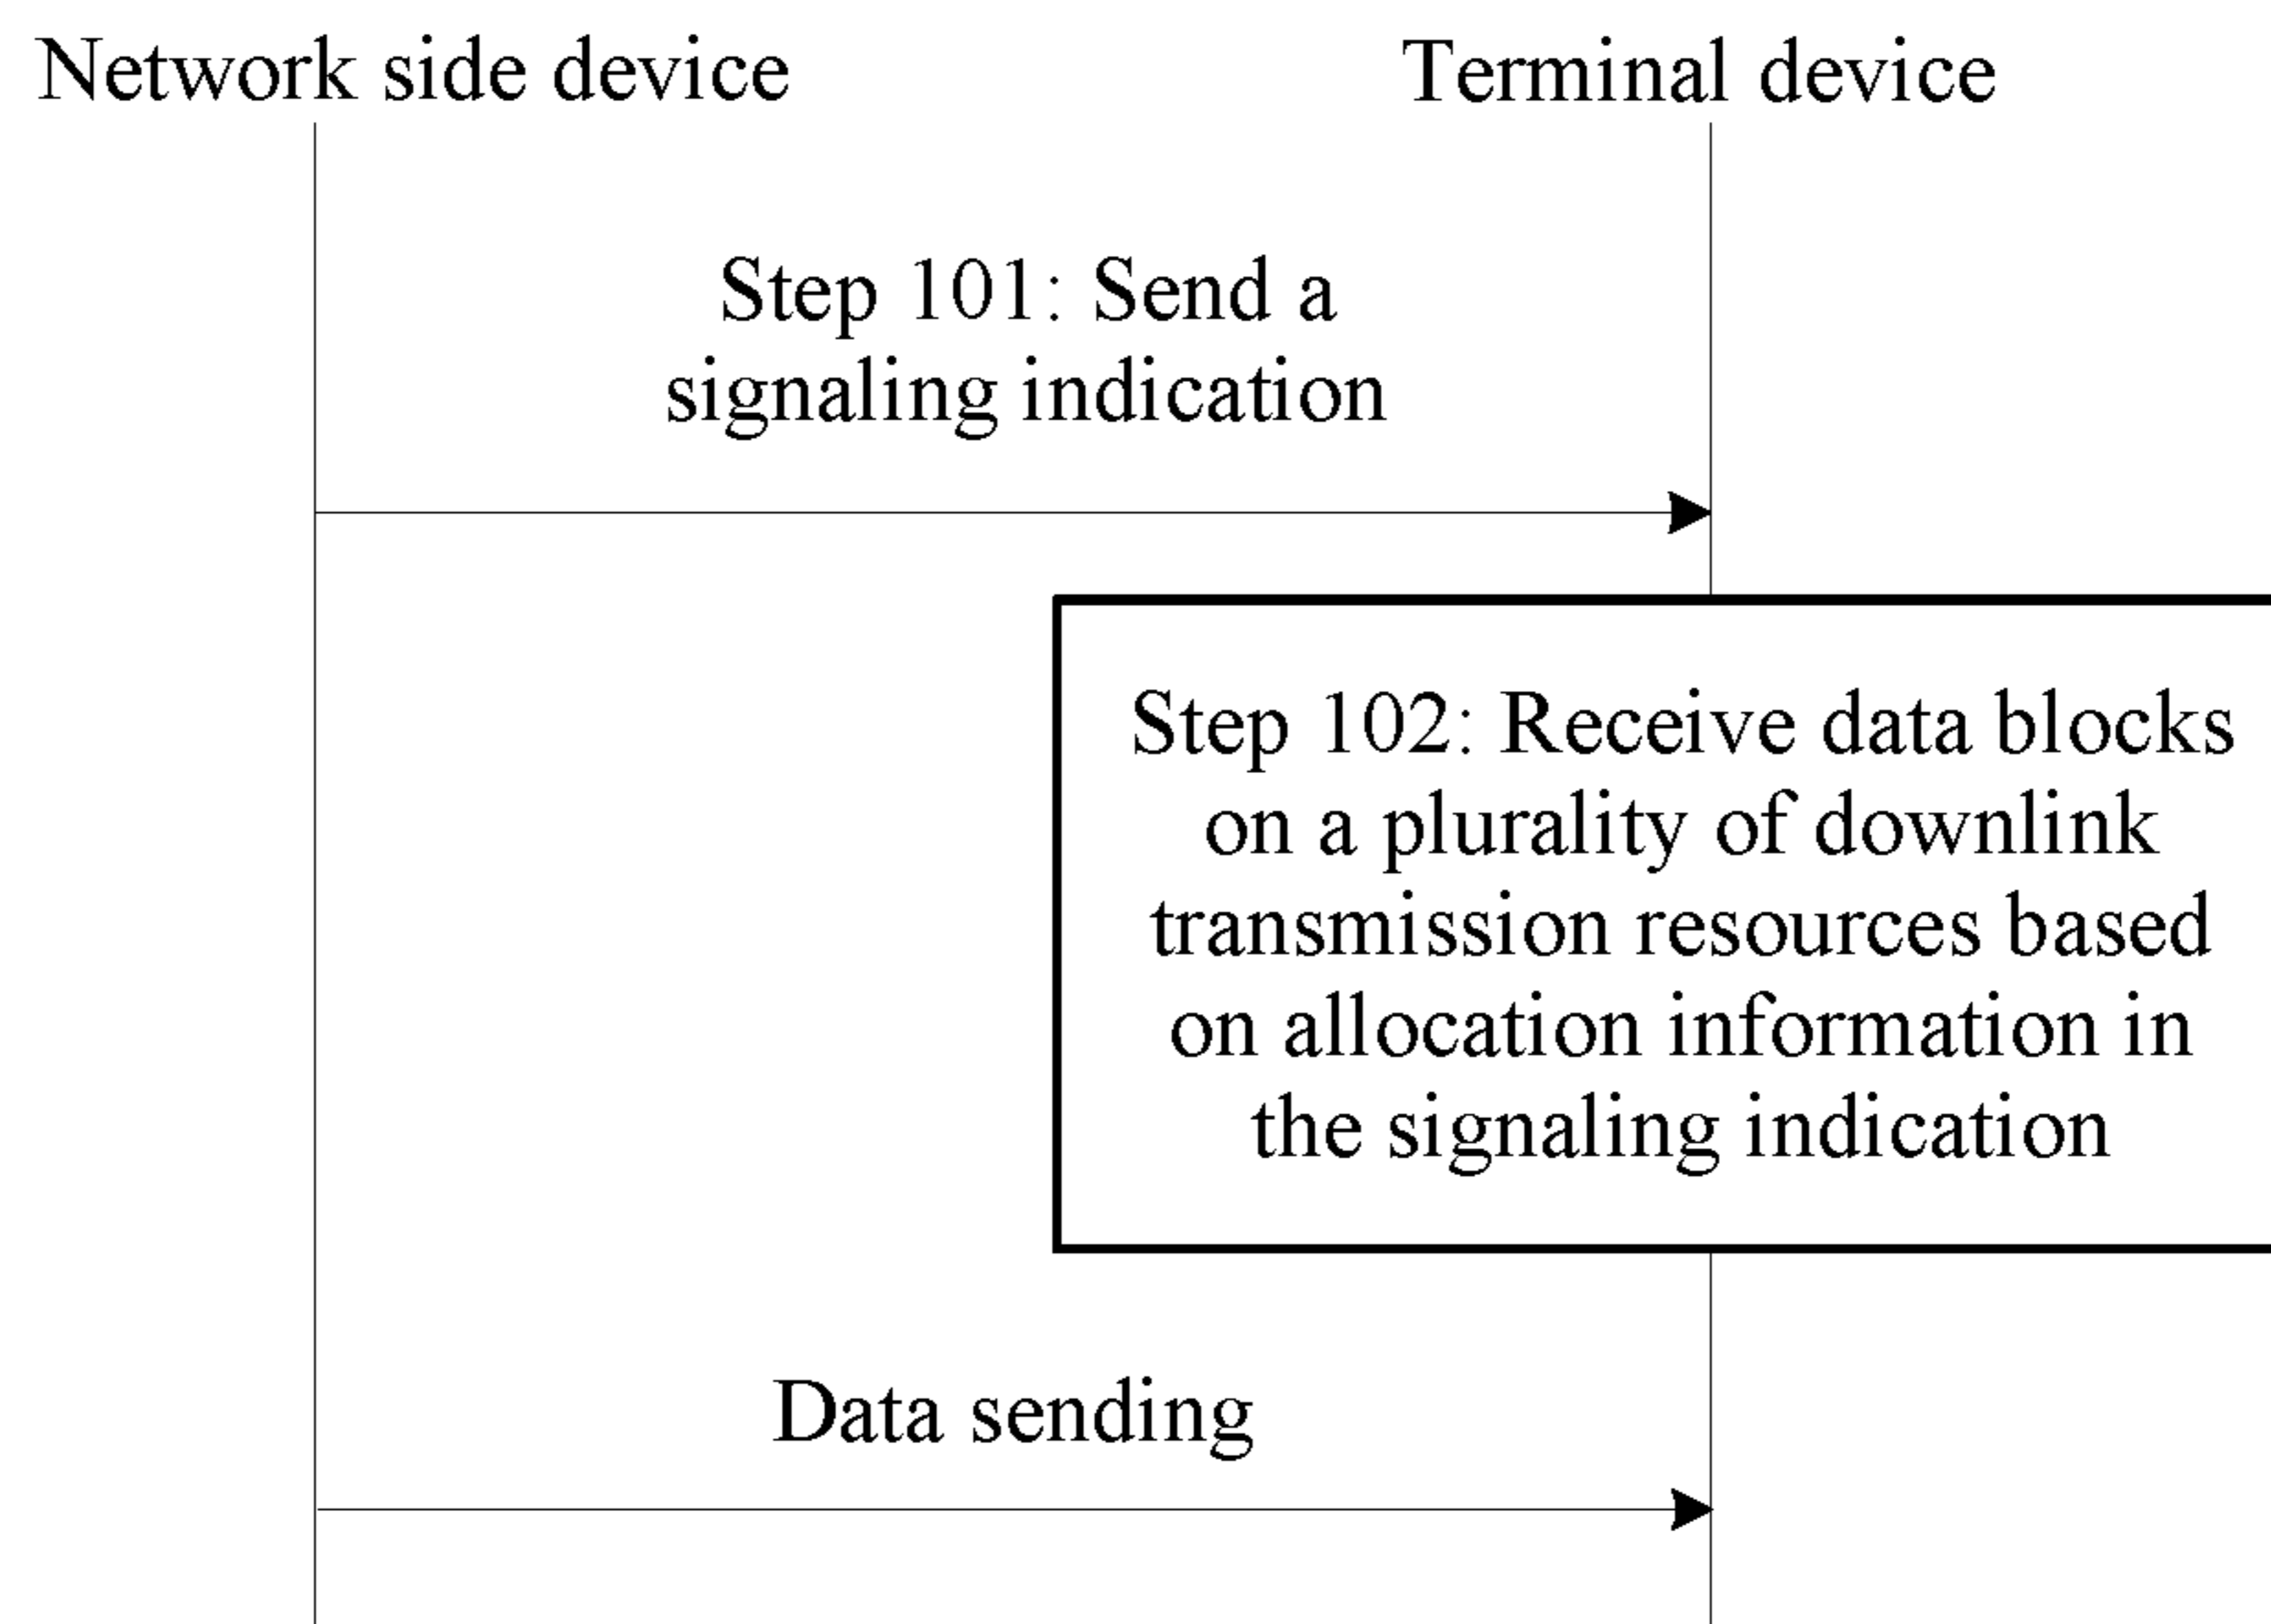 Network side device
Terminal device
Step 101: Send a
signaling indication
Step 102: Receive data blocks
on a plurality of downlink
transmission resources based
on allocation information in
the signaling indication
Data sending